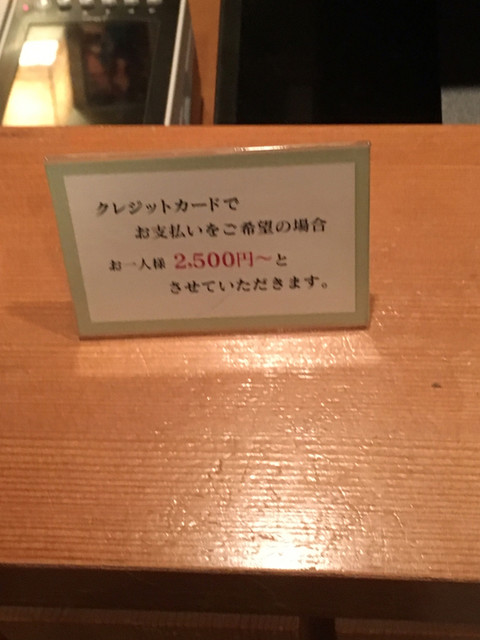 クレジットカードで
お支払いをご希望の場合
お一人様 2,500円〜と
させていただきます。